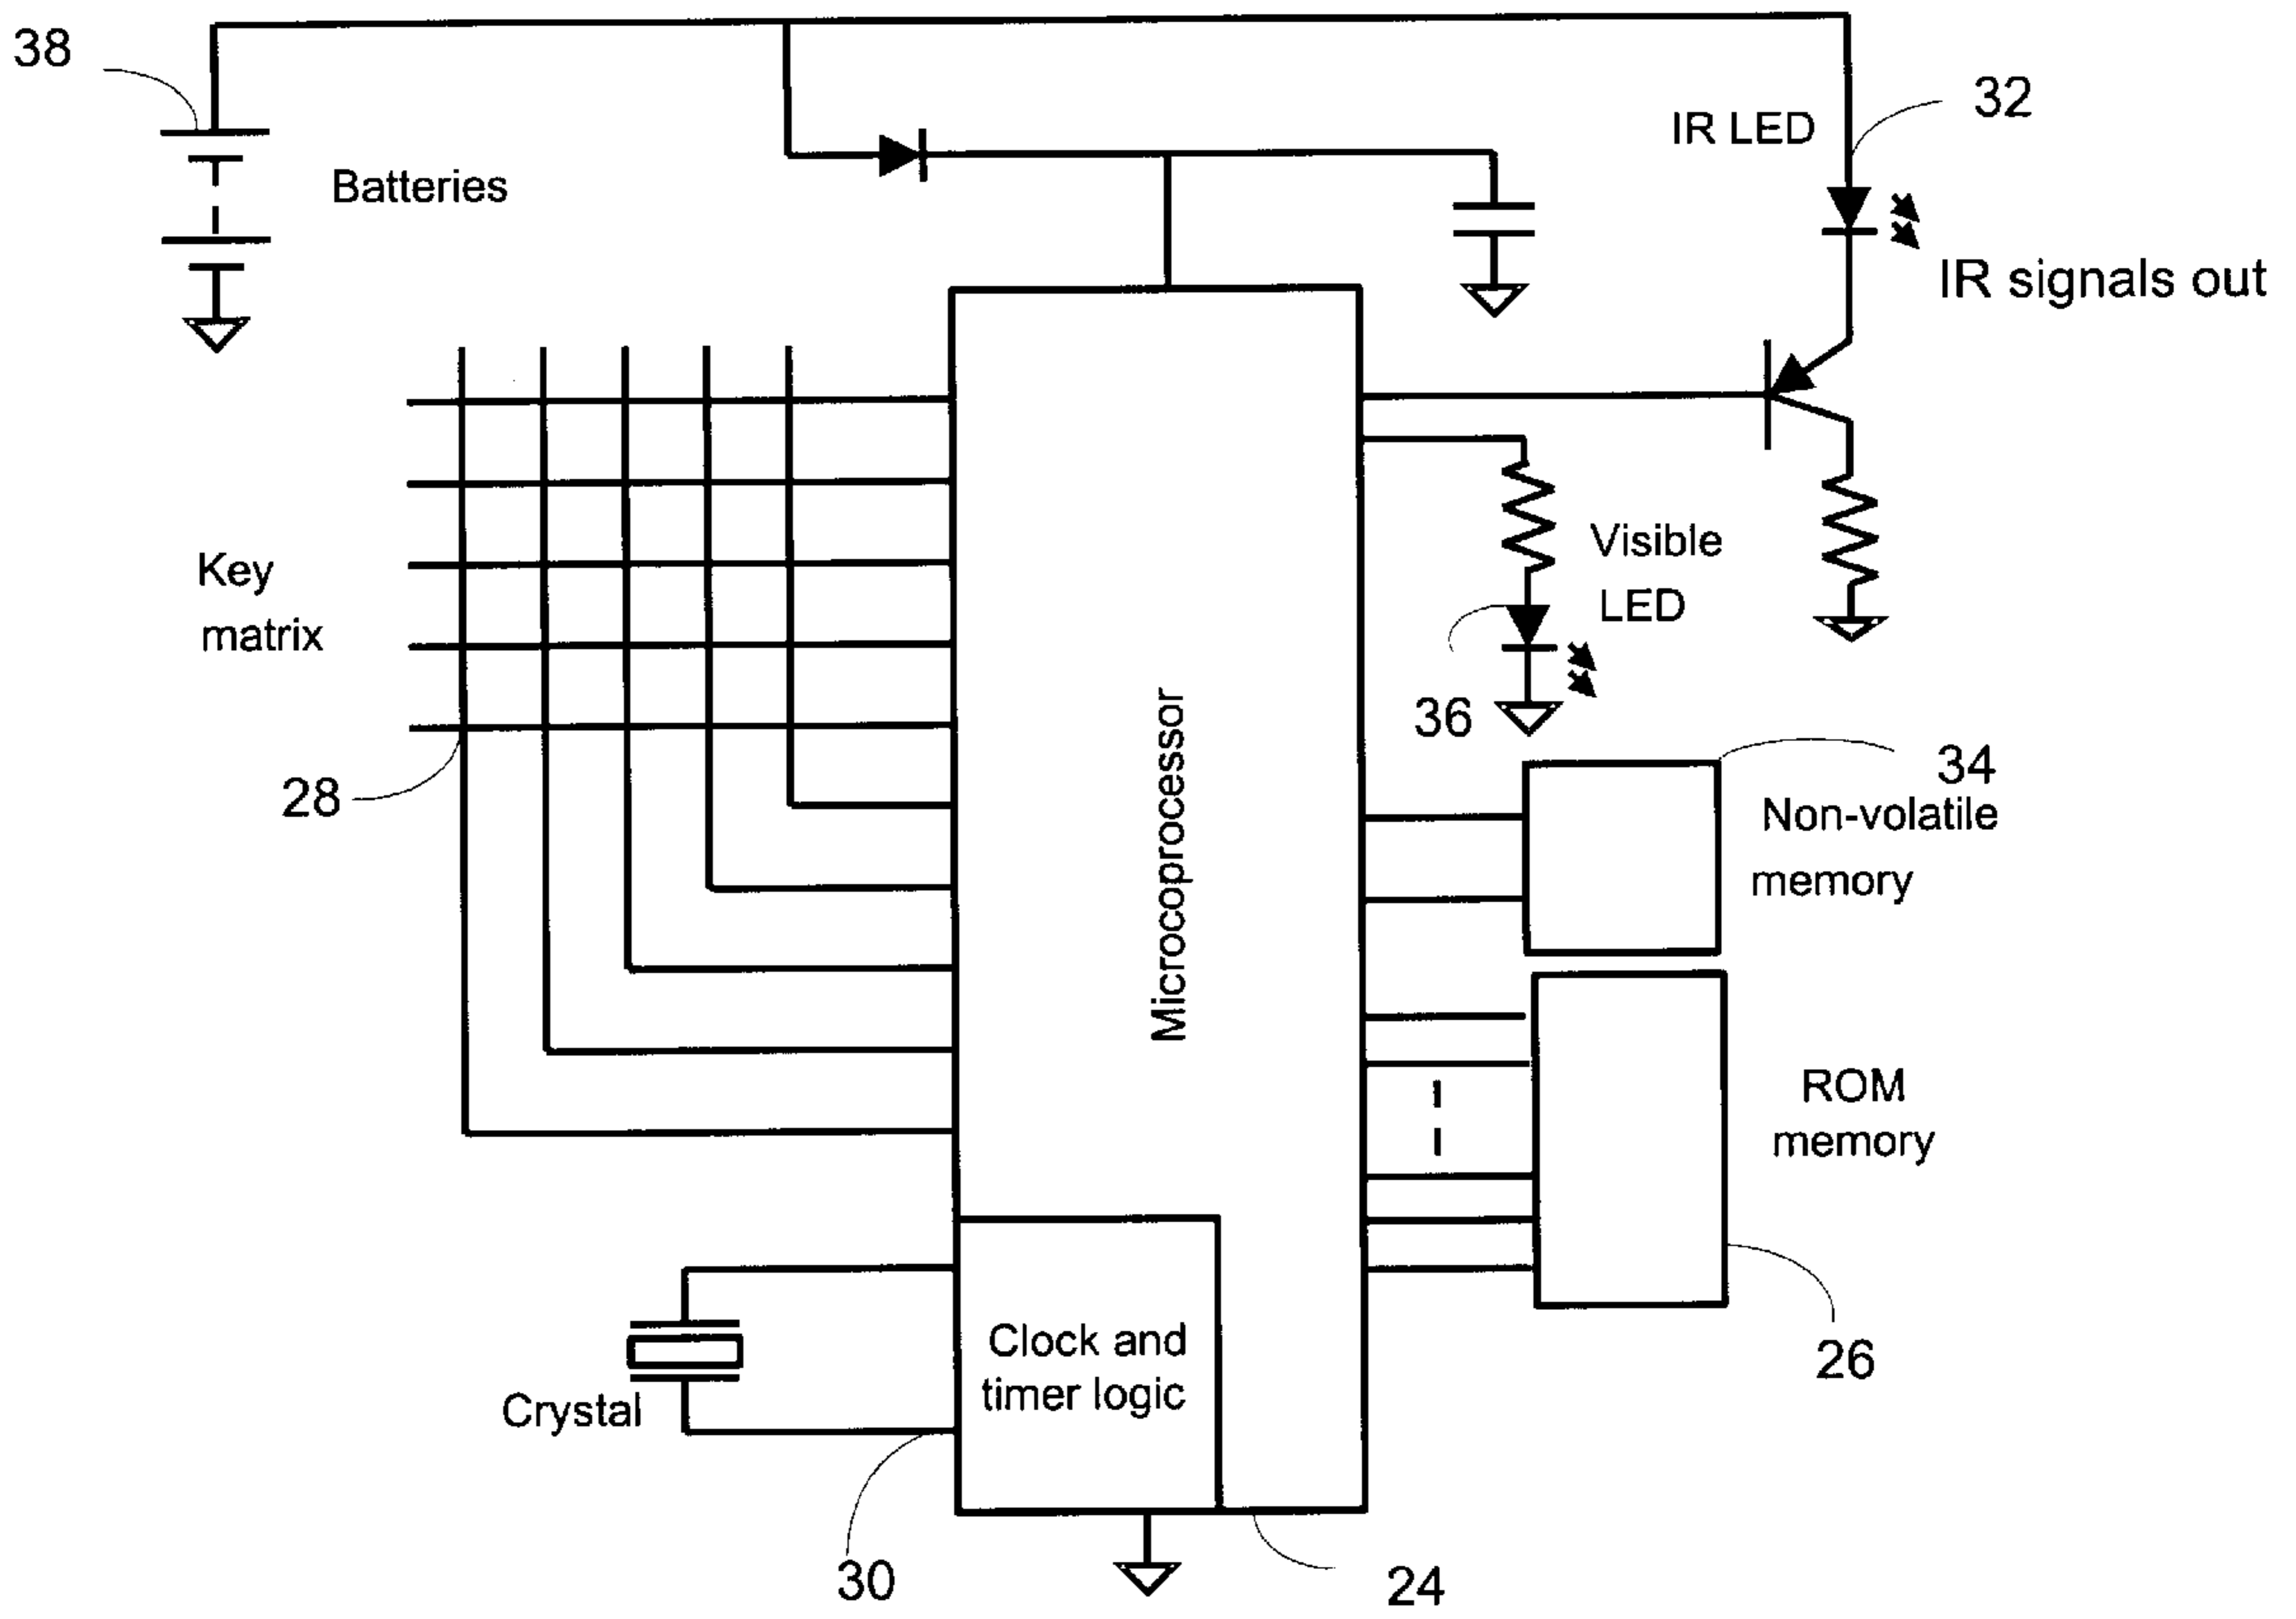 38
Batteries
IR LED
32
IR signals out
Key
matrix
28
Visible
LED
36
34
Non-volatile
memory
Microcoprocessor
ROM
memory
26
Crystal
Clock and
timer logic
30
24